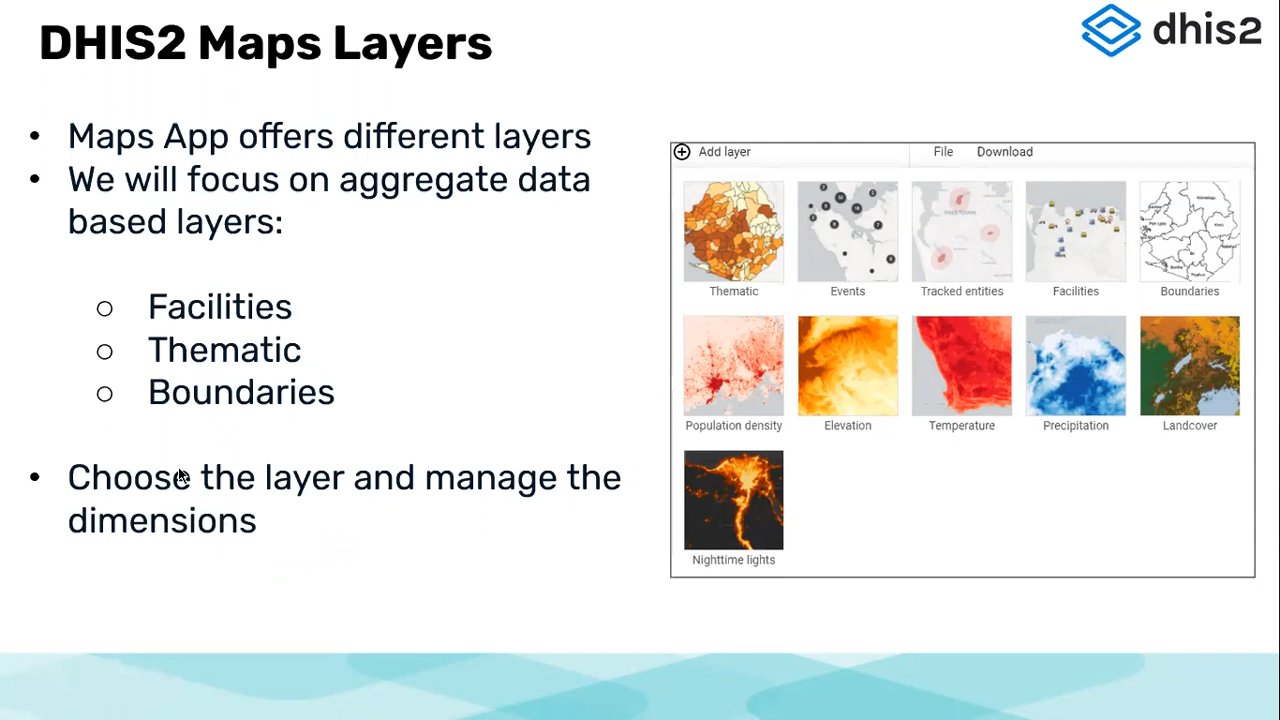 DHIS2 Maps Layers
dhis2
• Maps App offers different layers
• We will focus on aggregate data
based layers:
○ Facilities
○ Thematic
○ Boundaries
• Choose the layer and manage the
dimensions
Add layer
File Download
Thematic Events Tracked entities Facilities Boundaries
Population density Elevation Temperature Precipitation Landcover
Nighttime lights